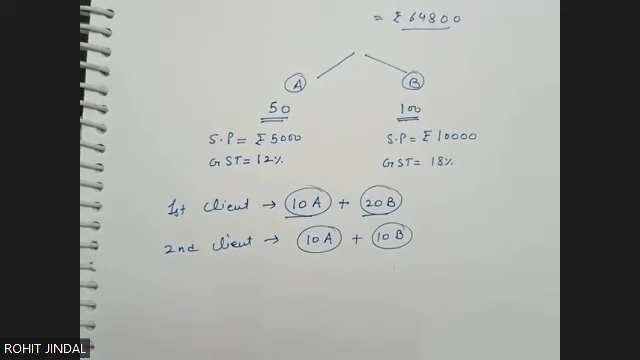 = ₹ 64800
A B
50 100
S.P = ₹ 5000 S.P = ₹ 10000
GST = 12% GST = 18%
1st client → 10 A + 20 B
2nd client → 10 A + 10 B
ROHIT JINDAL